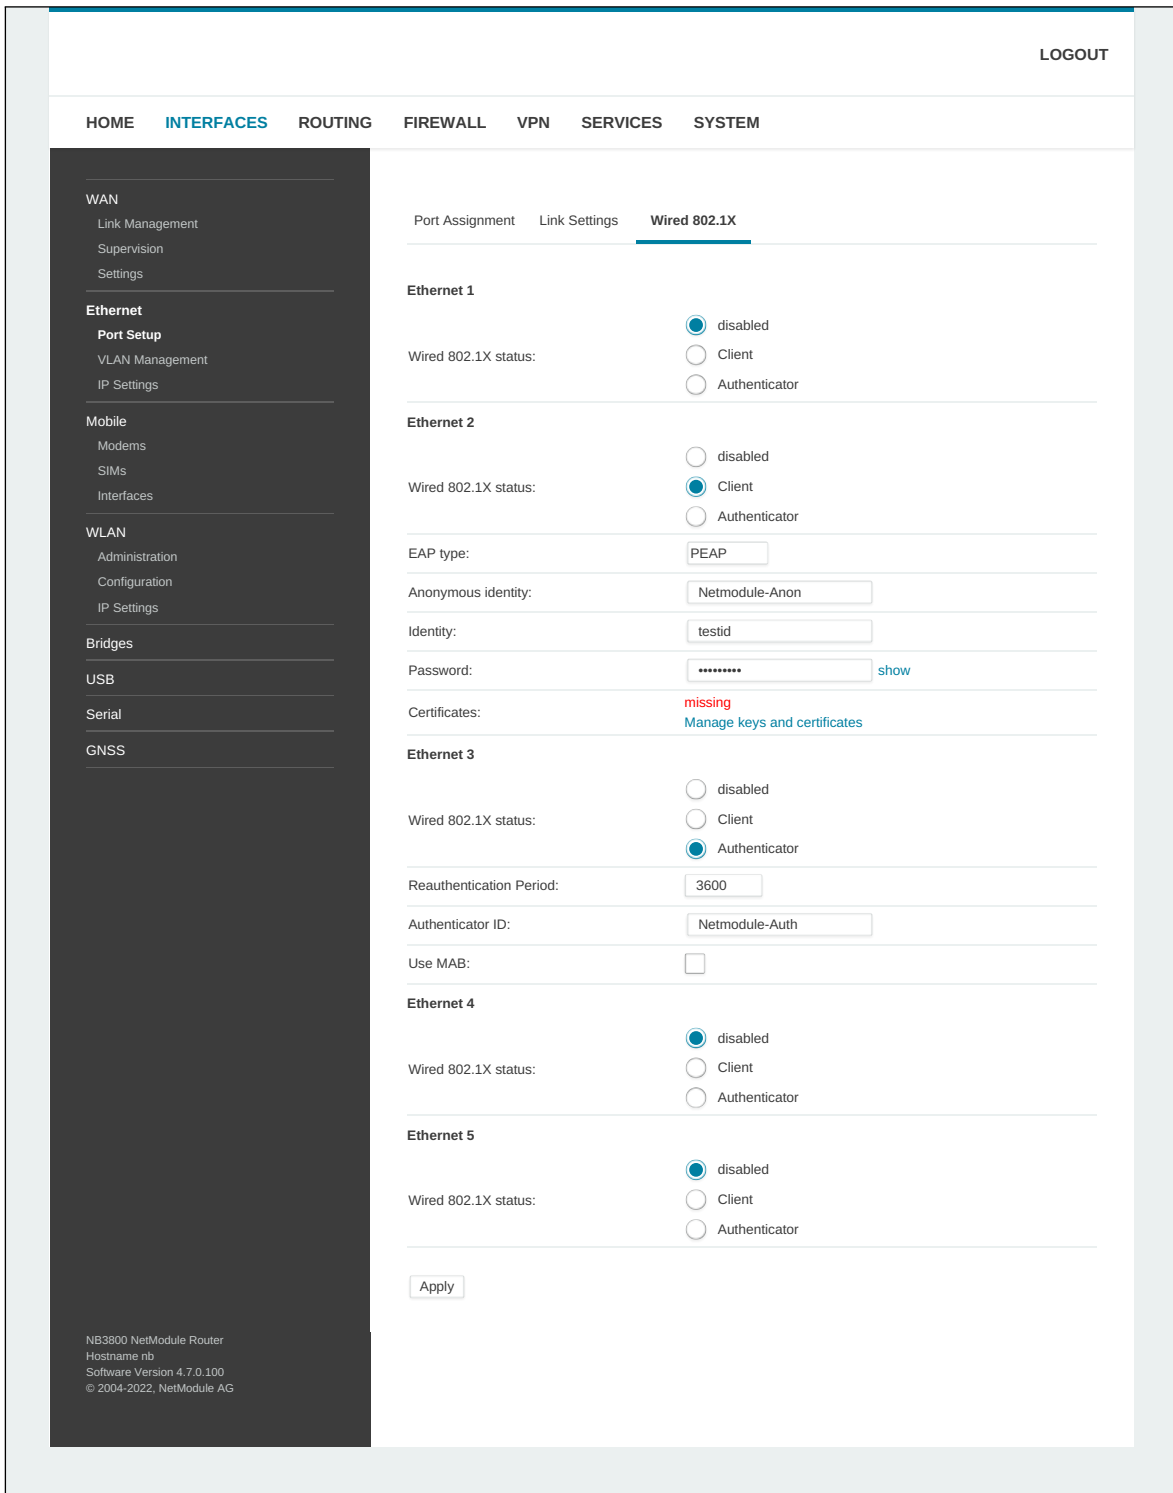 LOGOUT
HOME INTERFACES ROUTING FIREWALL VPN SERVICES SYSTEM
WAN
Link Management
Supervision
Settings
Ethernet
Port Setup
VLAN Management
IP Settings
Mobile
Modems
SIMs
Interfaces
WLAN
Administration
Configuration
IP Settings
Bridges
USB
Serial
GNSS
NB3800 NetModule Router
Hostname nb
Software Version 4.7.0.100
© 2004-2022, NetModule AG
Port Assignment Link Settings Wired 802.1X
Ethernet 1
Wired 802.1X status:
disabled
Client
Authenticator
Ethernet 2
Wired 802.1X status:
disabled
Client
Authenticator
EAP type: PEAP
Anonymous identity: Netmodule-Anon
Identity: testid
Password: ••••••••• show
Certificates:
missing
Manage keys and certificates
Ethernet 3
Wired 802.1X status:
disabled
Client
Authenticator
Reauthentication Period: 3600
Authenticator ID: Netmodule-Auth
Use MAB:
Ethernet 4
Wired 802.1X status:
disabled
Client
Authenticator
Ethernet 5
Wired 802.1X status:
disabled
Client
Authenticator
Apply